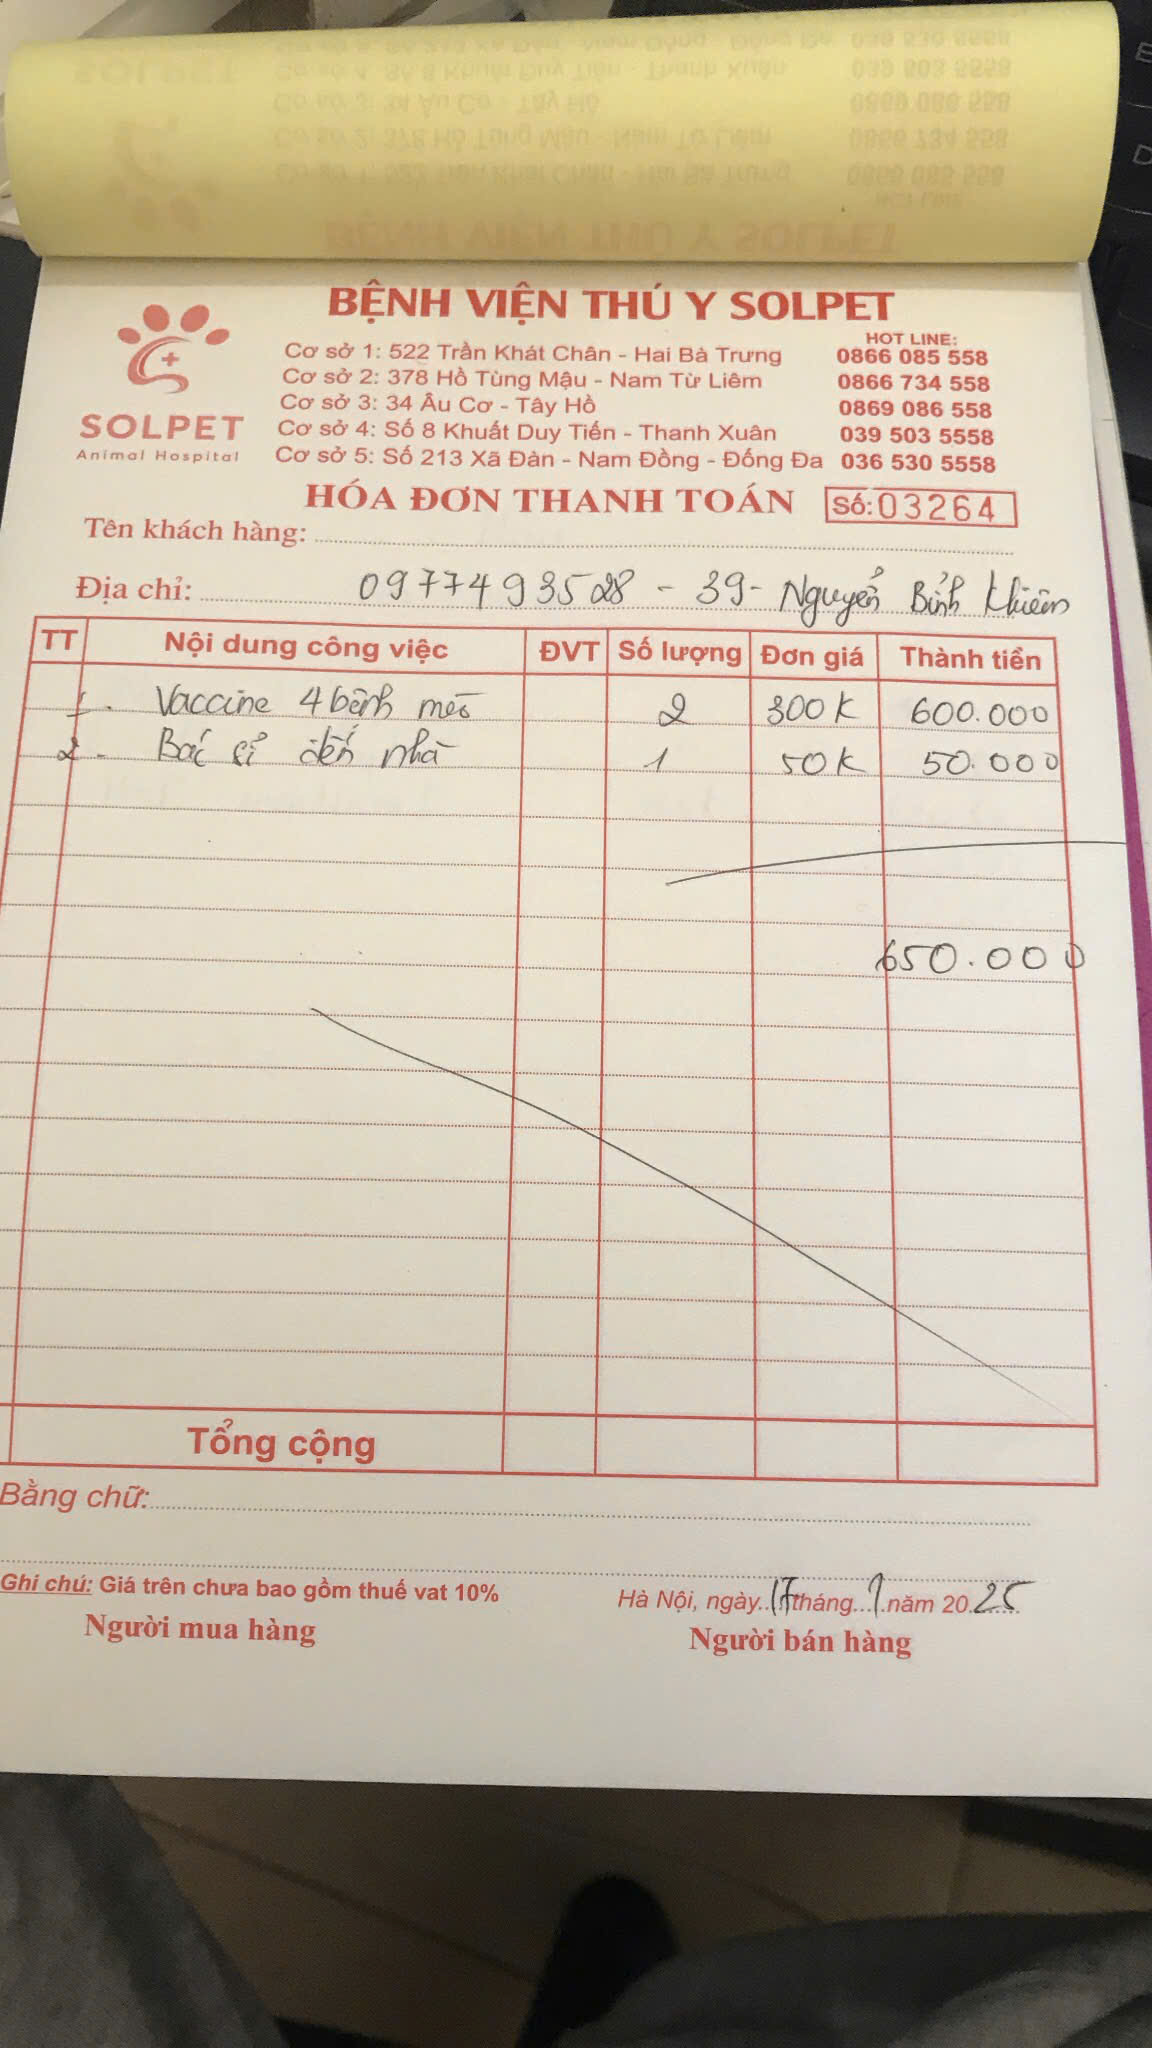 BỆNH VIỆN THÚ Y SOLPET
HOT LINE:
Cơ sở 1: 522 Trần Khát Chân - Hai Bà Trưng 0866 085 558
Cơ sở 2: 378 Hồ Tùng Mậu - Nam Từ Liêm 0866 734 558
Cơ sở 3: 34 Âu Cơ - Tây Hồ 0869 086 558
Cơ sở 4: Số 8 Khuất Duy Tiến - Thanh Xuân 039 503 5558
Cơ sở 5: Số 213 Xã Đàn - Nam Đồng - Đống Đa 036 530 5558
SOLPET
Animal Hospital
HÓA ĐƠN THANH TOÁN Số: 03264
Tên khách hàng:
Địa chỉ: 0977493528 - 39 - Nguyễn Bỉnh Khiêm
TT Nội dung công việc ĐVT Số lượng Đơn giá Thành tiền
1. Vaccine 4 bệnh mèo 2 300K 600.000
2. Bác sĩ đến nhà 1 50K 50.000
650.000
Tổng cộng
Bằng chữ:
Ghi chú: Giá trên chưa bao gồm thuế vat 10%
Hà Nội, ngày 17 tháng 1 năm 2025
Người mua hàng Người bán hàng